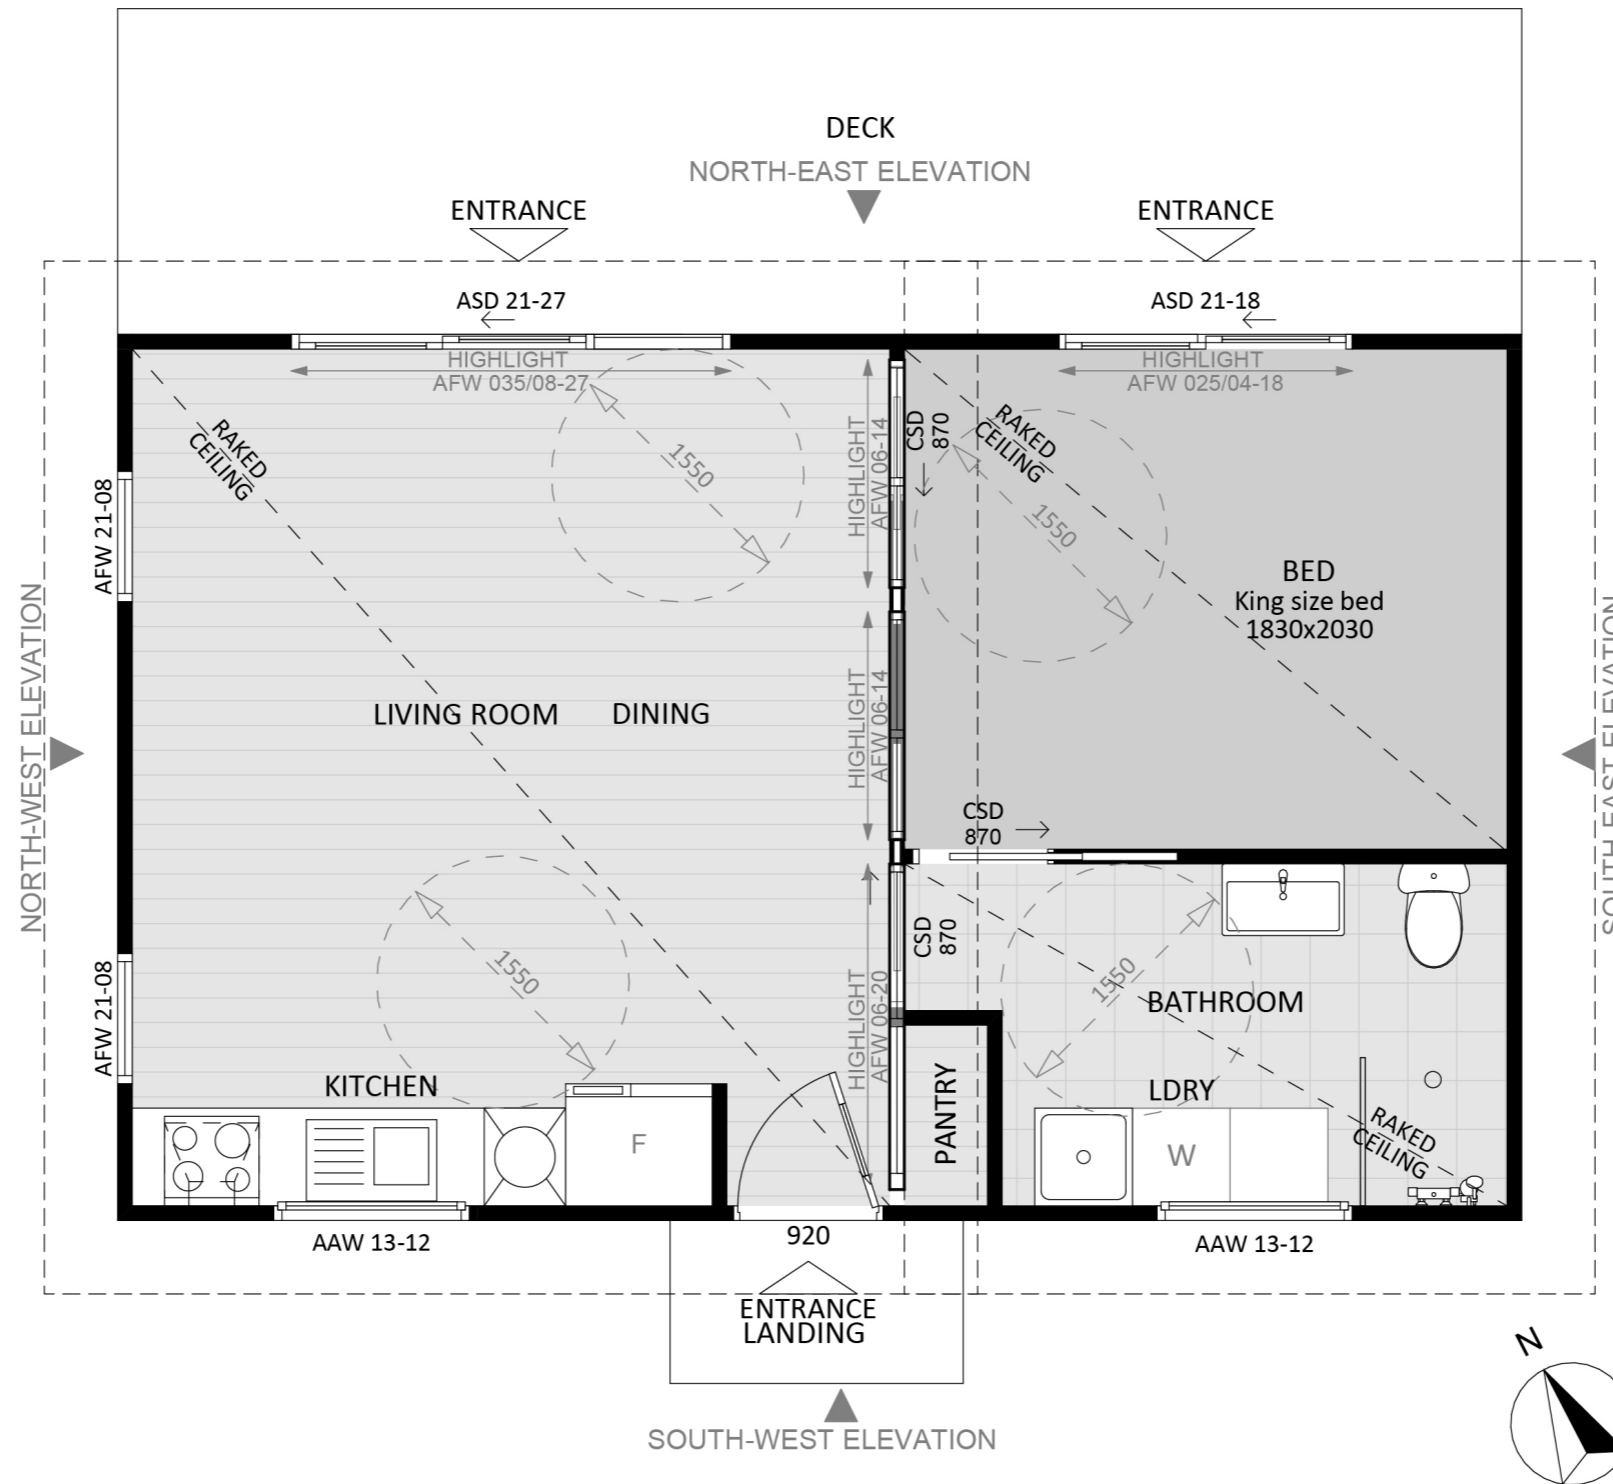 DECK
NORTH-EAST ELEVATION
ENTRANCE
ENTRANCE
ASD 21-27
ASD 21-18
HIGHLIGHT
AFW 035/08-27
HIGHLIGHT
AFW 025/04-18
RAKED
CEILING
1550
HIGHLIGHT
AFW 06-14
CSD
870
RAKED
CEILING
1550
AFW 21-08
BED
King size bed
1830x2030
NORTH-WEST ELEVATION
LIVING ROOM
DINING
HIGHLIGHT
AFW 06-14
SOUTH-EAST ELEVATION
CSD
870
CSD
870
1550
1550
BATHROOM
AFW 21-08
HIGHLIGHT
AFW 06-20
KITCHEN
PANTRY
LDRY
F
W
RAKED
CEILING
AAW 13-12
920
AAW 13-12
ENTRANCE
LANDING
N
SOUTH-WEST ELEVATION